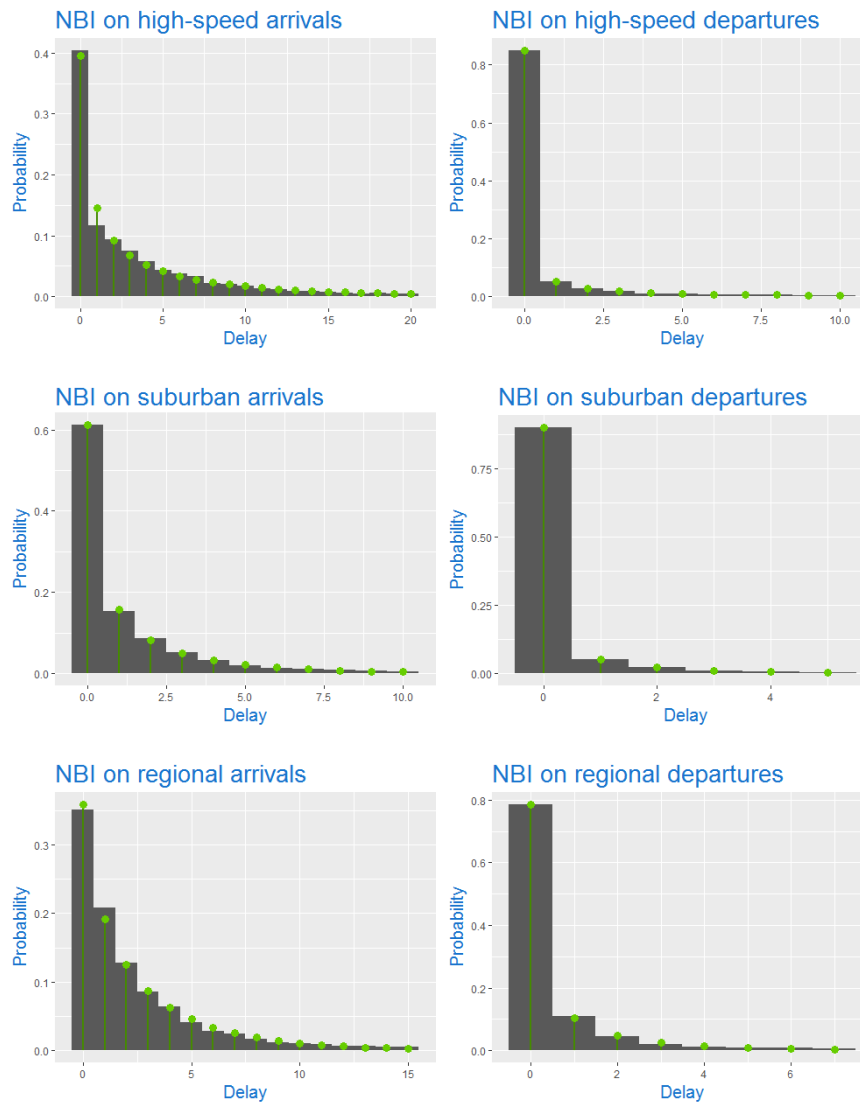 NBI on high-speed arrivals
Probability
0.4
0.3
0.2
0.1
0.0
0
5
10
15
20
Delay
NBI on high-speed departures
Probability
0.8
0.6
0.4
0.2
0.0
0.0
2.5
5.0
7.5
10.0
Delay
NBI on suburban arrivals
Probability
0.6
0.4
0.2
0.0
0.0
2.5
5.0
7.5
10.0
Delay
NBI on suburban departures
Probability
0.75
0.50
0.25
0.00
0
2
4
Delay
NBI on regional arrivals
Probability
0.3
0.2
0.1
0.0
0
5
10
15
Delay
NBI on regional departures
Probability
0.8
0.6
0.4
0.2
0.0
0
2
4
6
Delay